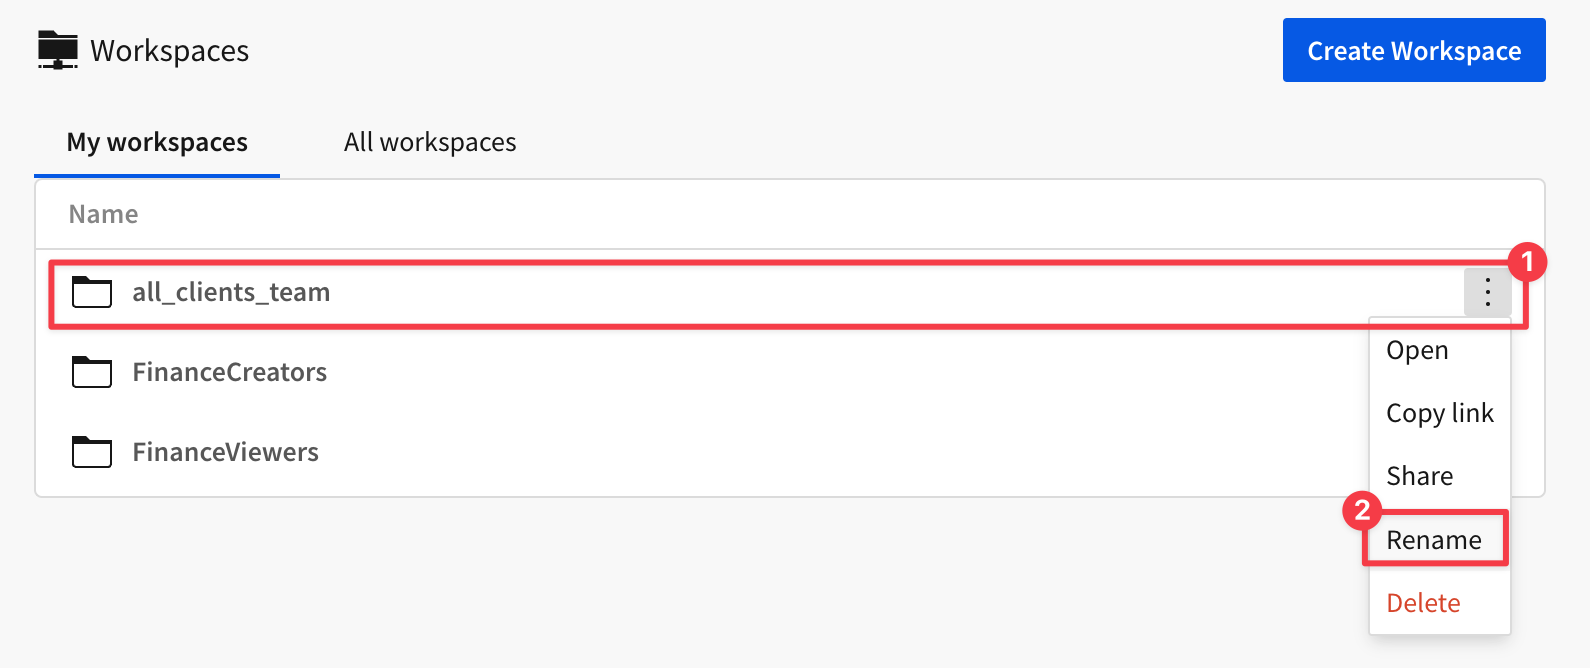 Workspaces
Create Workspace
My workspaces
All workspaces
Name
1
all_clients_team
Open
FinanceCreators
Copy link
FinanceViewers
Share
2
Rename
Delete